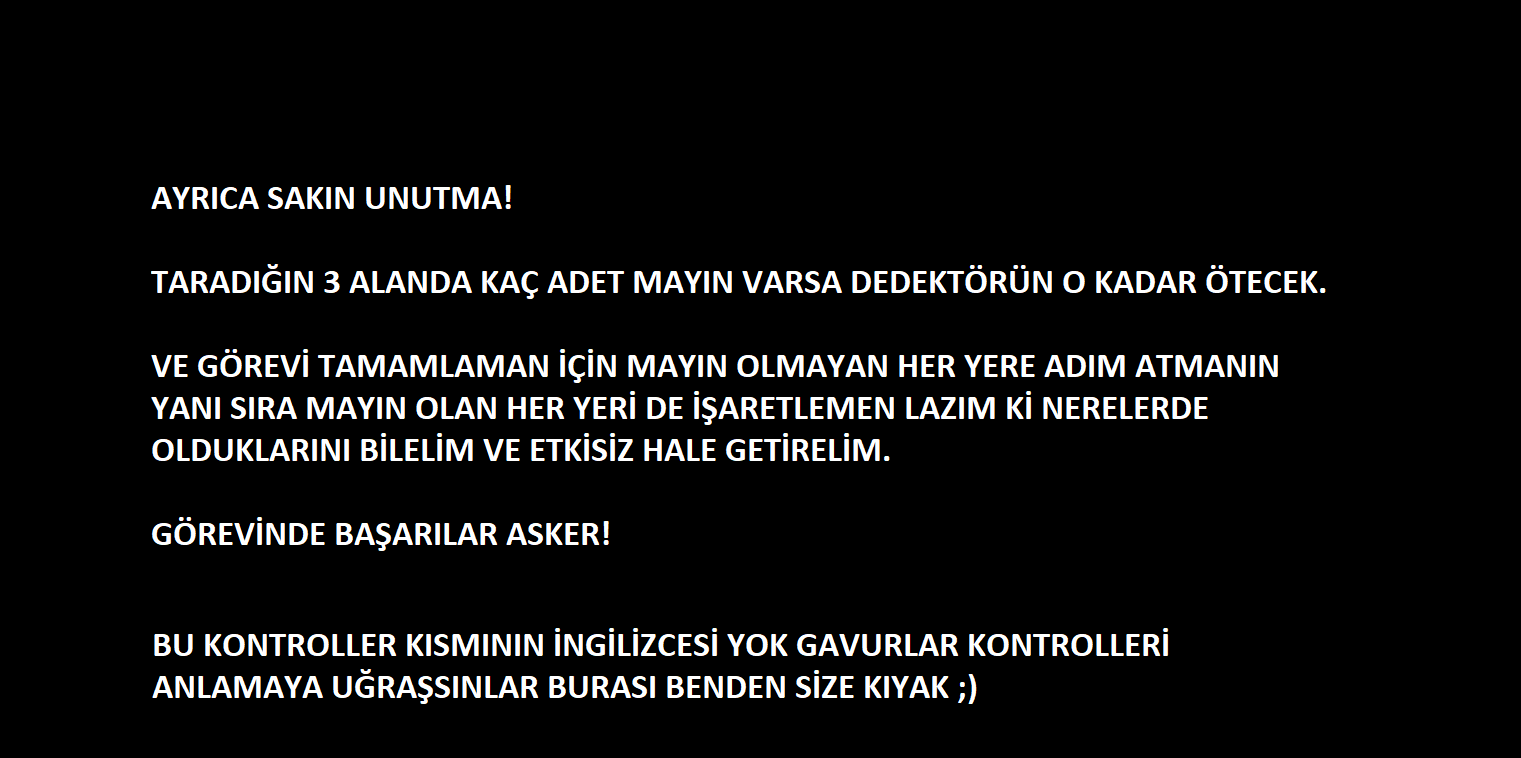 AYRICA SAKIN UNUTMA!
TARADIĞIN 3 ALANDA KAÇ ADET MAYIN VARSA DEDEKTÖRÜN O KADAR ÖTECEK.
VE GÖREVİ TAMAMLAMAN İÇİN MAYIN OLMAYAN HER YERE ADIM ATMANIN
YANI SIRA MAYIN OLAN HER YERİ DE İŞARETLEMEN LAZIM Kİ NERELERDE
OLDUKLARINI BİLELİM VE ETKİSİZ HALE GETİRELİM.
GÖREVİNDE BAŞARILAR ASKER!
BU KONTROLLER KISMININ İNGİLİZCESİ YOK GAVURLAR KONTROLLERİ
ANLAMAYA UĞRAŞSINLAR BURASI BENDEN SİZE KIYAK ;)